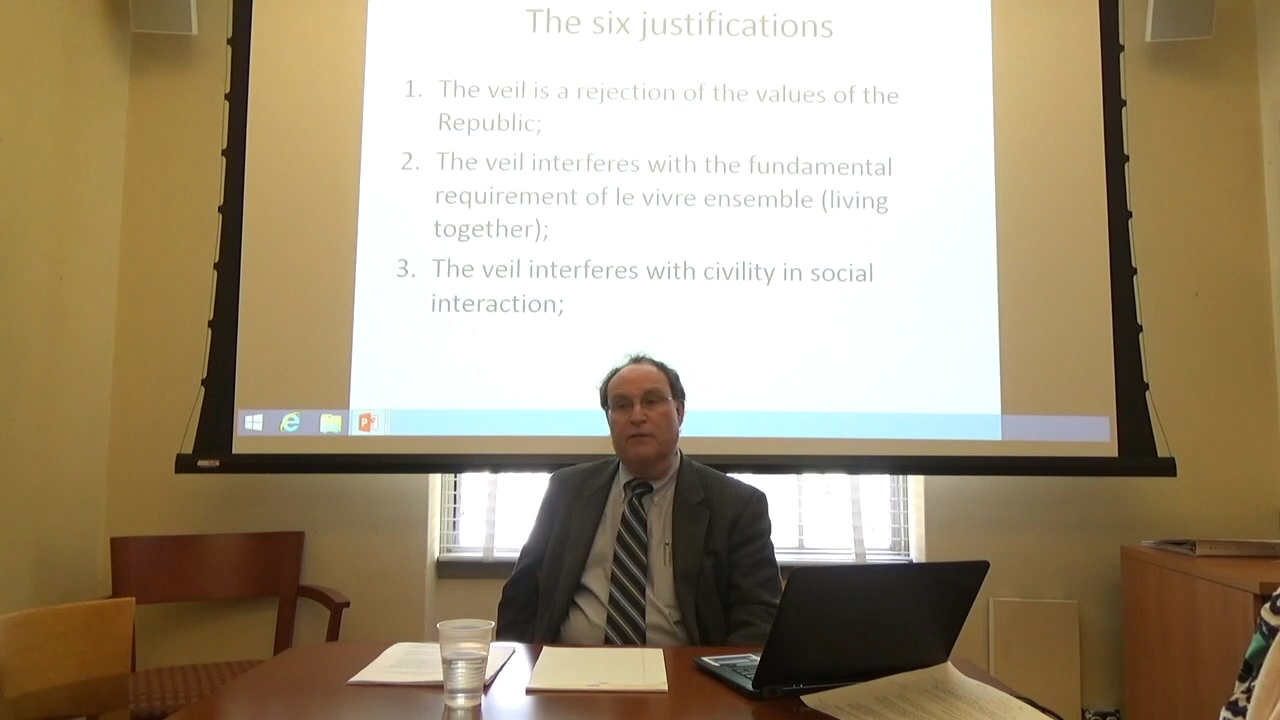 The six justifications
1. The veil is a rejection of the values of the
Republic;
2. The veil interferes with the fundamental
requirement of le vivre ensemble (living
together);
3. The veil interferes with civility in social
interaction;